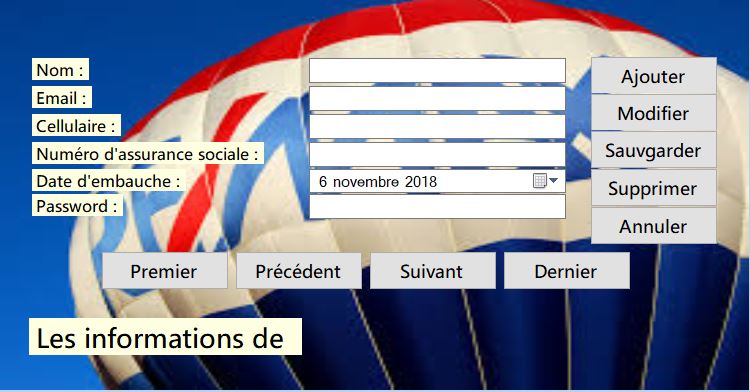 Nom :
Email :
Cellulaire :
Numéro d'assurance sociale :
Date d'embauche :
6 novembre 2018
Password :
Ajouter
Modifier
Sauvgarder
Supprimer
Annuler
Premier
Précédent
Suivant
Dernier
Les informations de